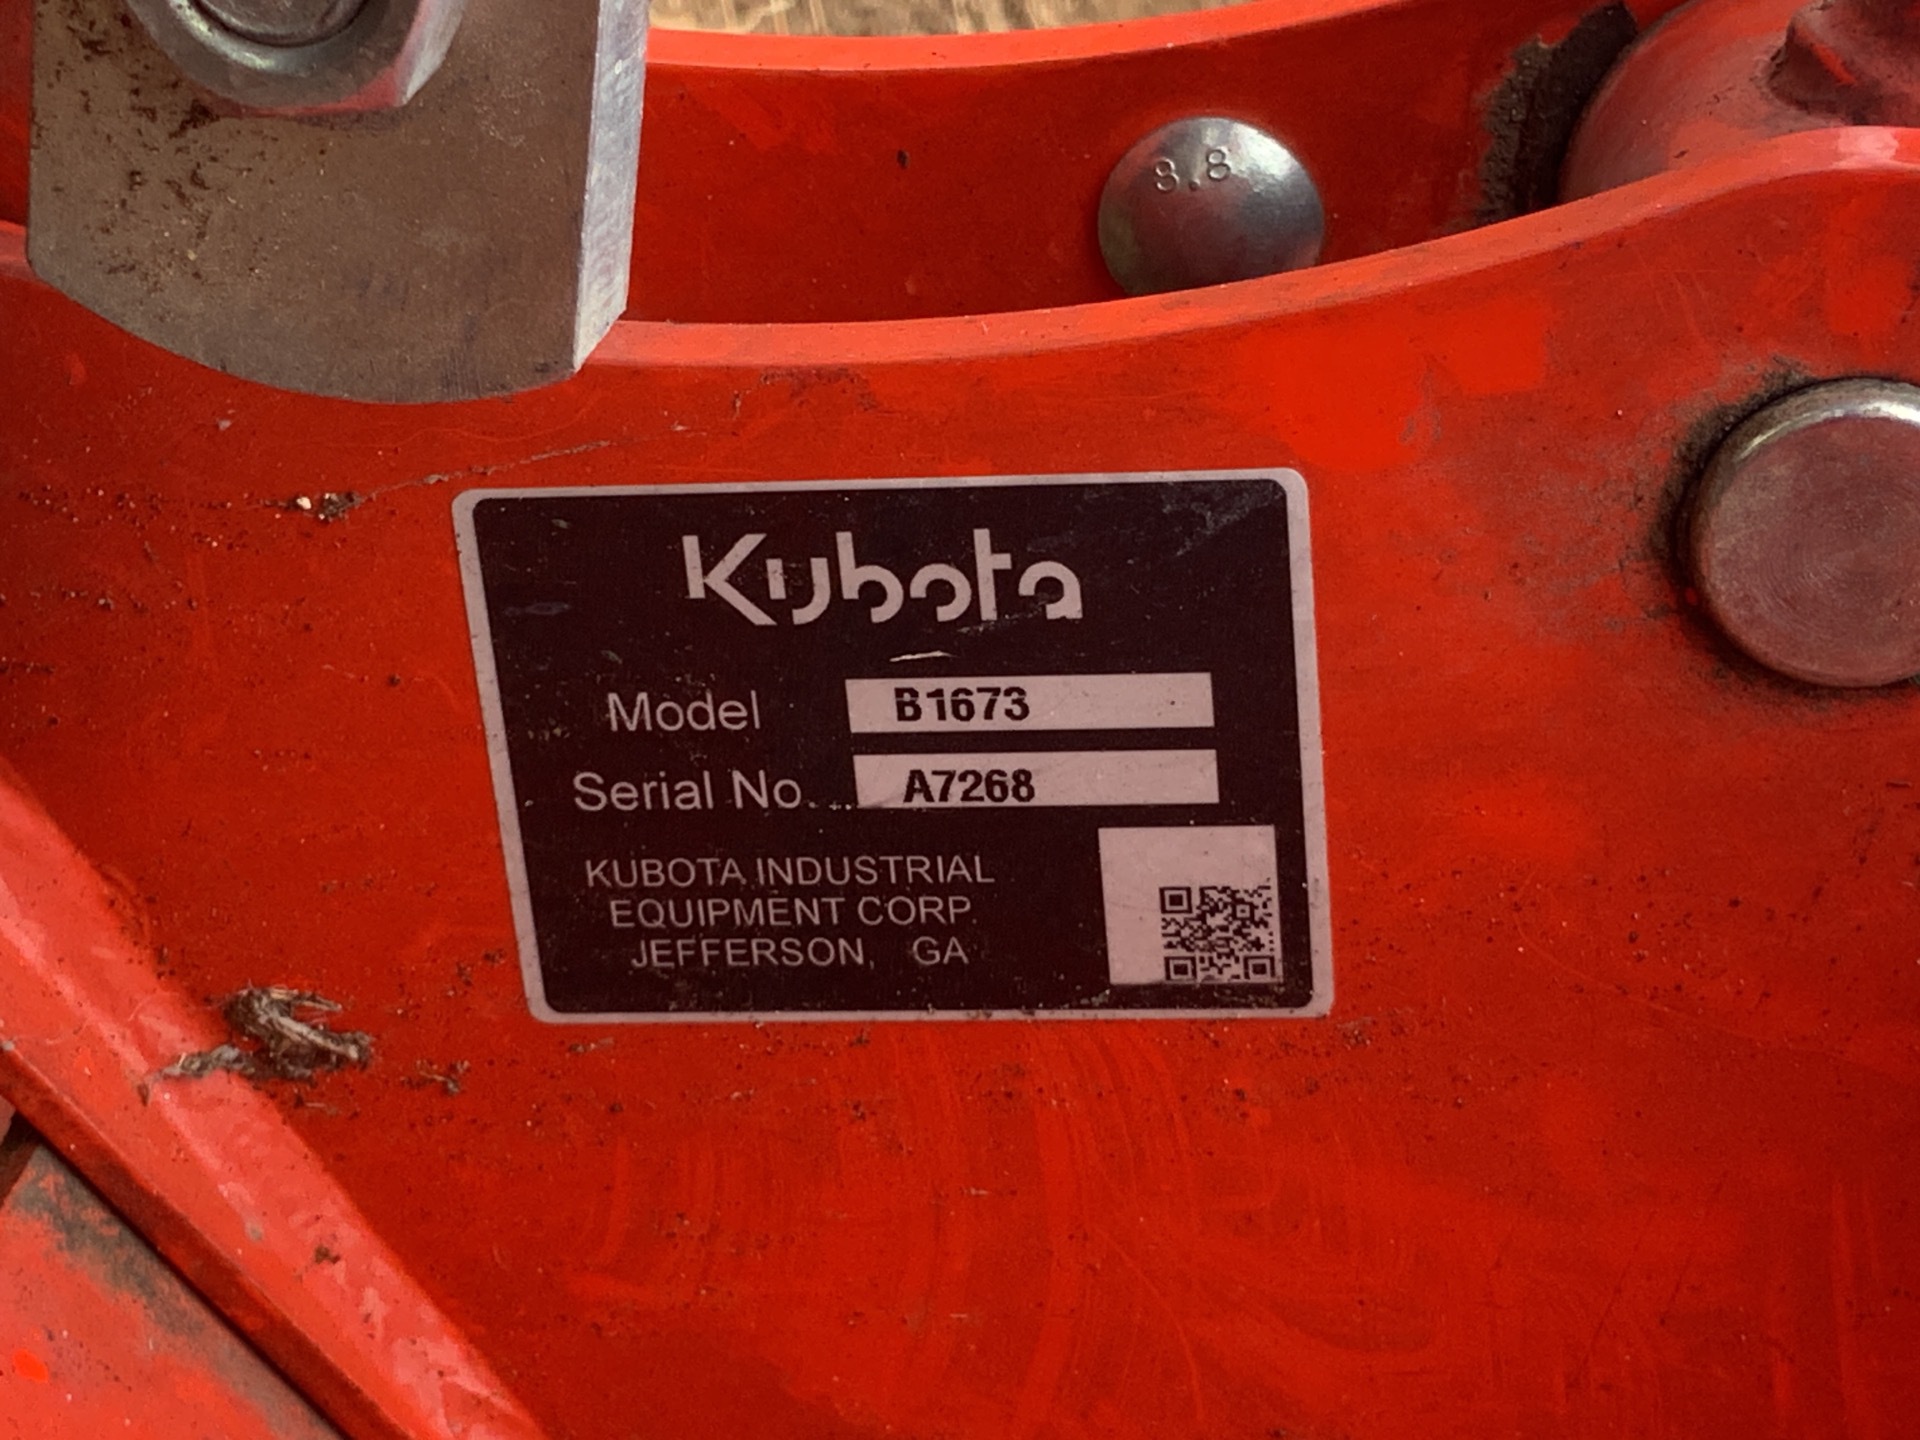 8.8
Kubota
Model B1673
Serial No. A7268
KUBOTA INDUSTRIAL
EQUIPMENT CORP.
JEFFERSON, GA